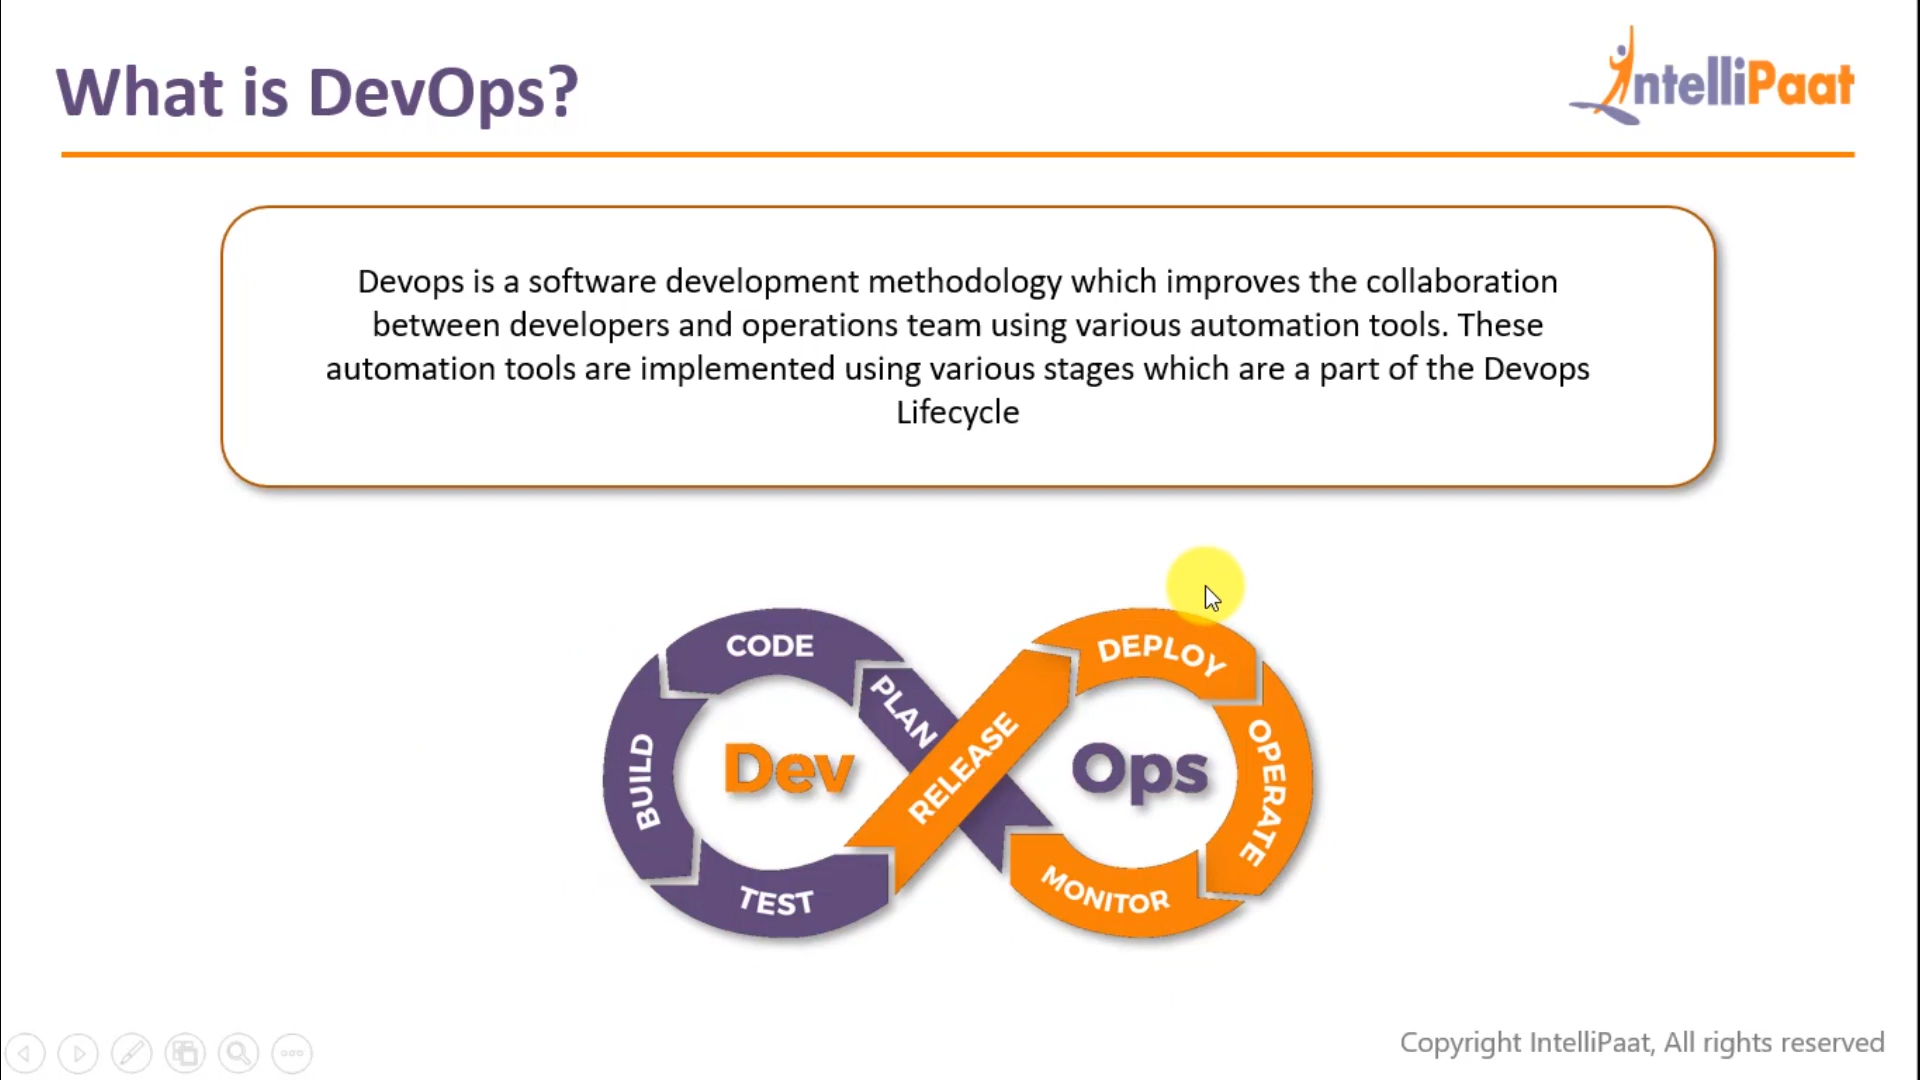 What is DevOps?
IntelliPaat
Devops is a software development methodology which improves the collaboration
between developers and operations team using various automation tools. These
automation tools are implemented using various stages which are a part of the Devops
Lifecycle
CODE
PLAN
BUILD
TEST
Dev
RELEASE
DEPLOY
OPERATE
MONITOR
Ops
Copyright IntelliPaat, All rights reserved